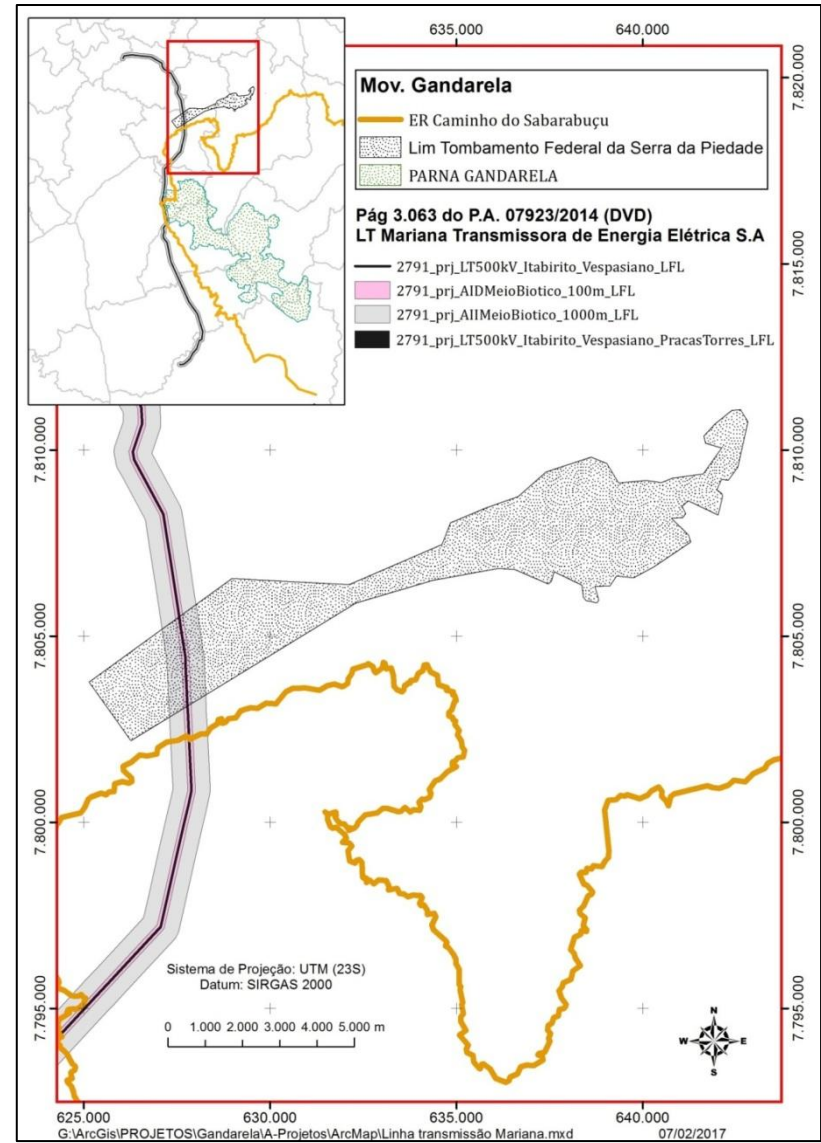 635.000 640.000
Mov. Gandarela
ER Caminho do Sabarabuçu
Lim Tombamento Federal da Serra da Piedade
PARNA GANDARELA
Pág 3.063 do P.A. 07923/2014 (DVD)
LT Mariana Transmissora de Energia Elétrica S.A
2791_prj_LT500kV_Itabirito_Vespasiano_LFL
2791_prj_AIDMeioBiotico_100m_LFL
2791_prj_AIIMeioBiotico_1000m_LFL
2791_prj_LT500kV_Itabirito_Vespasiano_PracasTorres_LFL
7.820.000
7.815.000
7.810.000 7.810.000
7.805.000 7.805.000
7.800.000 7.800.000
7.795.000 7.795.000
Sistema de Projeção: UTM (23S)
Datum: SIRGAS 2000
0 1.000 2.000 3.000 4.000 5.000 m
N
W E
S
625.000 630.000 635.000 640.000
G:\ArcGis\PROJETOS\Gandarela\A-Projetos\ArcMap\Linha transmissão Mariana.mxd 07/02/2017